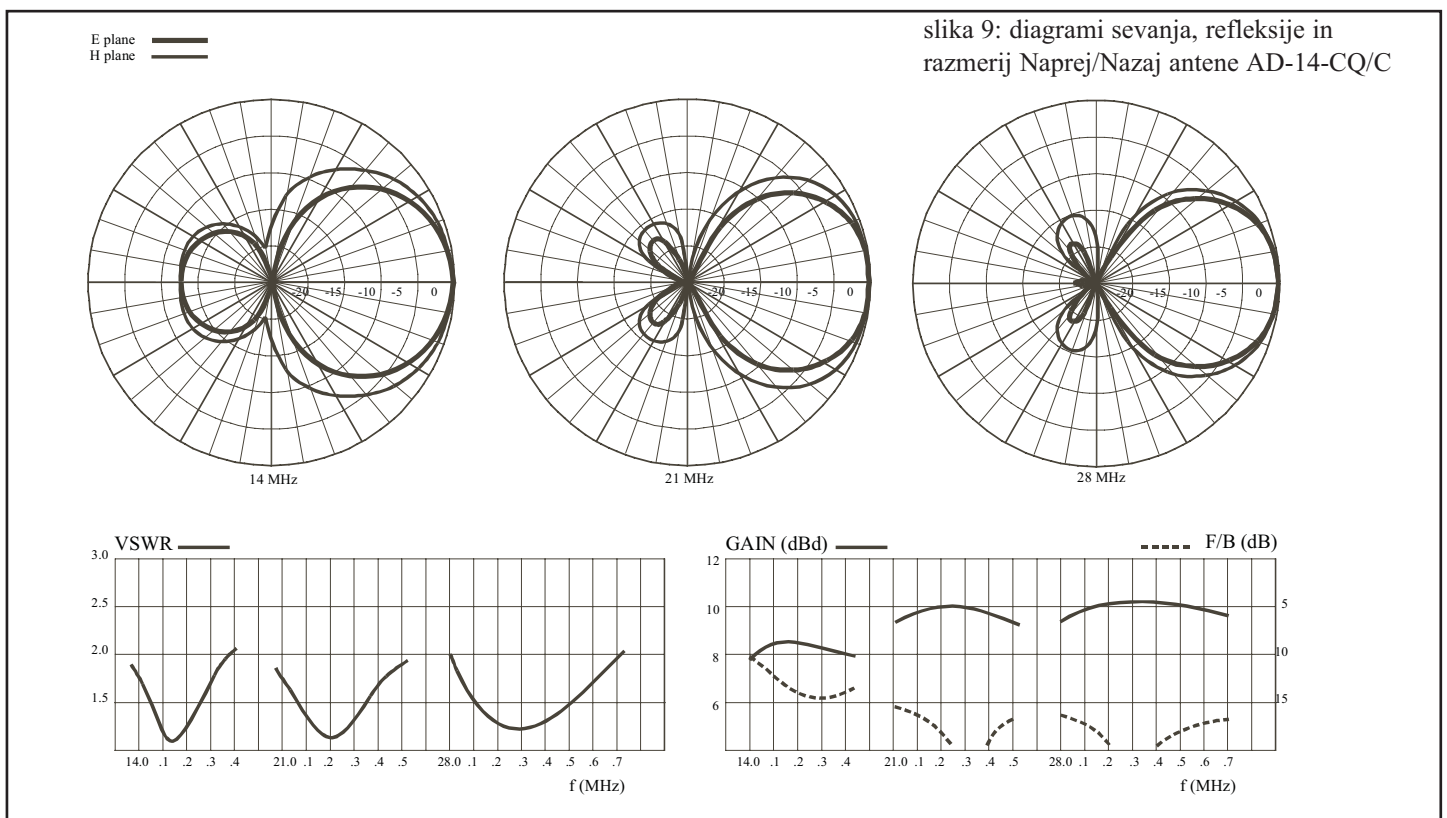 slika 9: diagrami sevanja, refleksije in
razmerij Naprej/Nazaj antene AD-14-CQ/C
E plane
H plane
-20 -15 -10 -5 0
-20 -15 -10 -5 0
-20 -15 -10 -5 0
14 MHz
21 MHz
28 MHz
VSWR
3.0
2.5
2.0
1.5
14.0 .1 .2 .3 .4 21.0 .1 .2 .3 .4 .5 28.0 .1 .2 .3 .4 .5 .6 .7
f (MHz)
GAIN (dBd)
F/B (dB)
12
10
8
6
5
10
15
14.0 .1 .2 .3 .4 21.0 .1 .2 .3 .4 .5 28.0 .1 .2 .3 .4 .5 .6 .7
f (MHz)